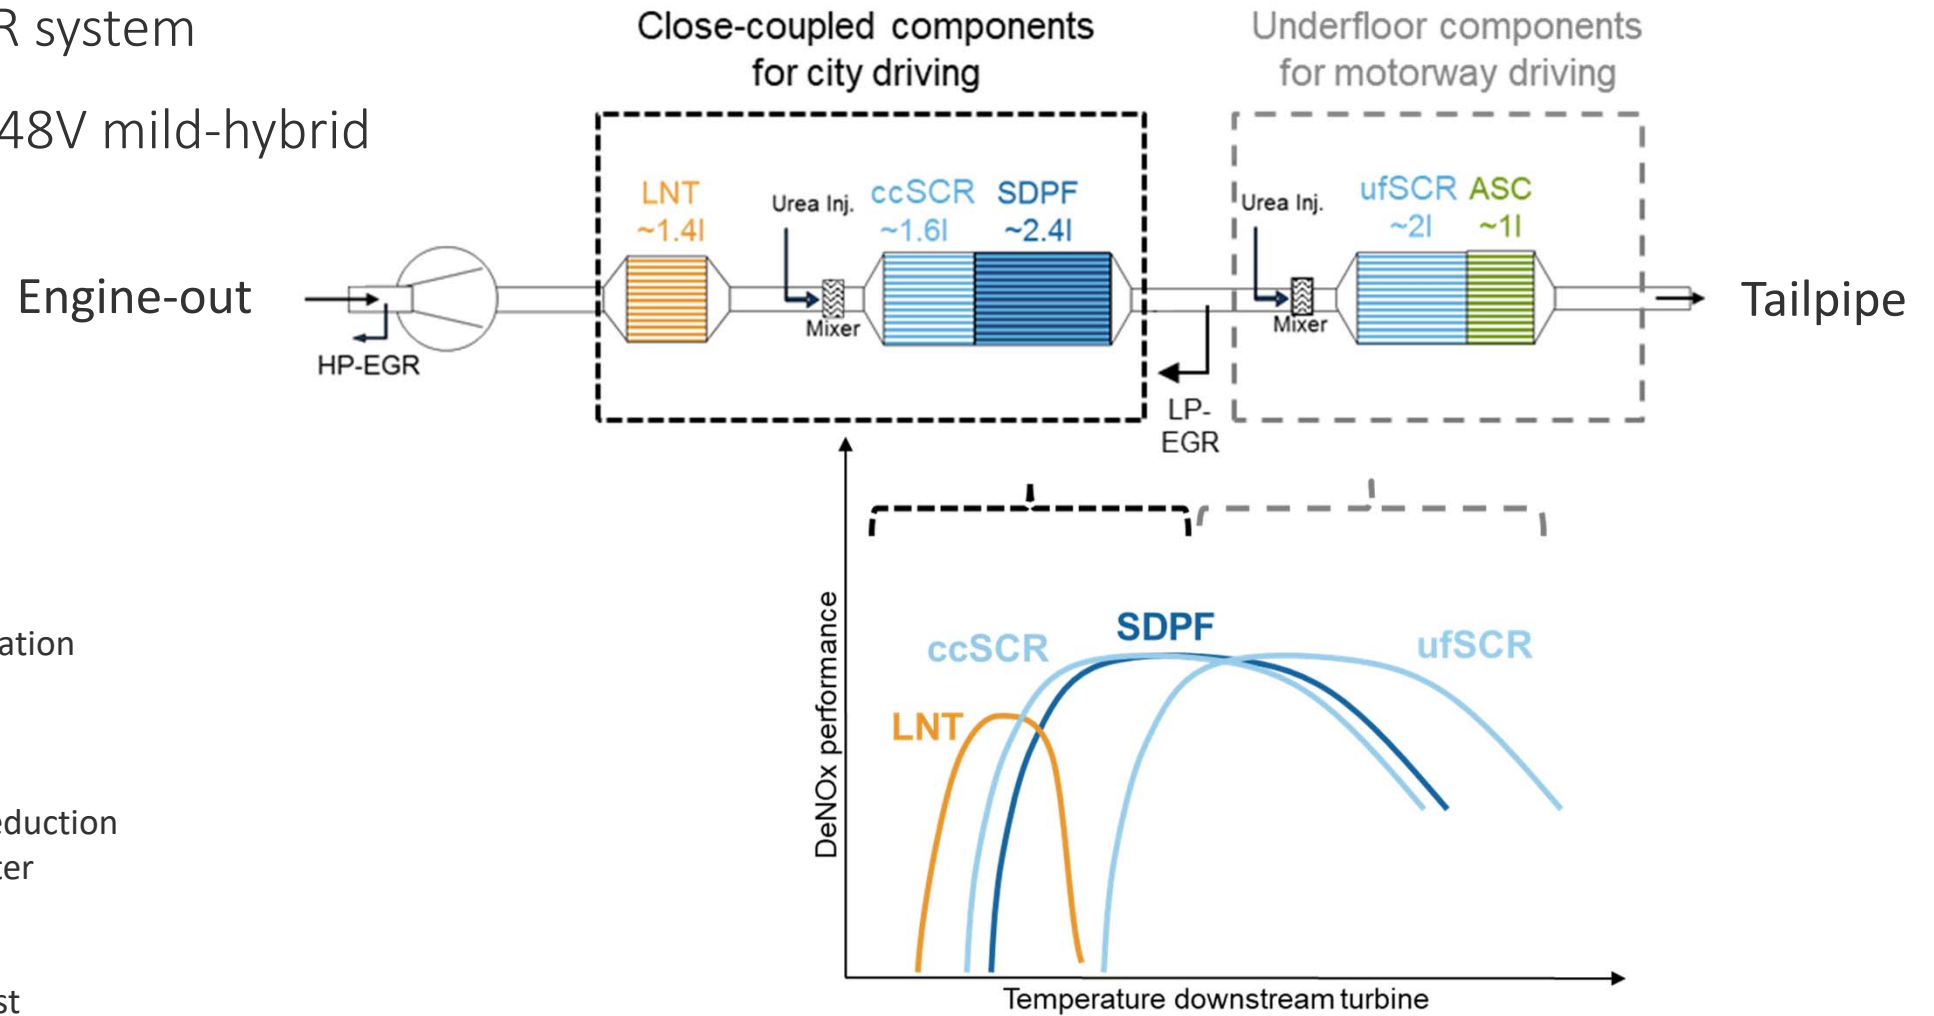 R system
48V mild-hybrid
Close-coupled components
for city driving
Underfloor components
for motorway driving
LNT
~1.4l
Urea Inj.
ccSCR
~1.6l
SDPF
~2.4l
Urea Inj.
ufSCR
~2l
ASC
~1l
Engine-out
Mixer
Mixer
Tailpipe
HP-EGR
LP-
EGR
ation
eduction
ter
st
DeNOx performance
LNT
ccSCR
SDPF
ufSCR
Temperature downstream turbine